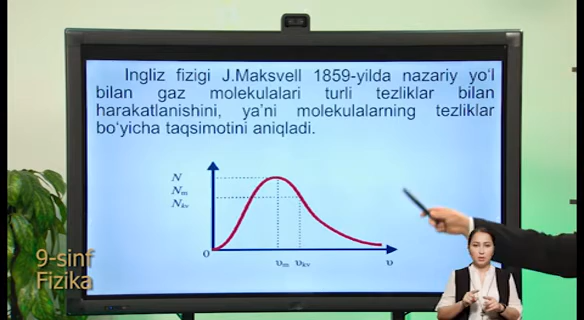 Ingliz fizigi J.Maksvell 1859-yilda nazariy yo'l
bilan gaz molekulalari turli tezliklar bilan
harakatlanishini, ya'ni molekulalarning tezliklar
bo'yicha taqsimotini aniqladi.
N
Nm
Nkv
0
υm υkv υ
9-sinf
Fizika